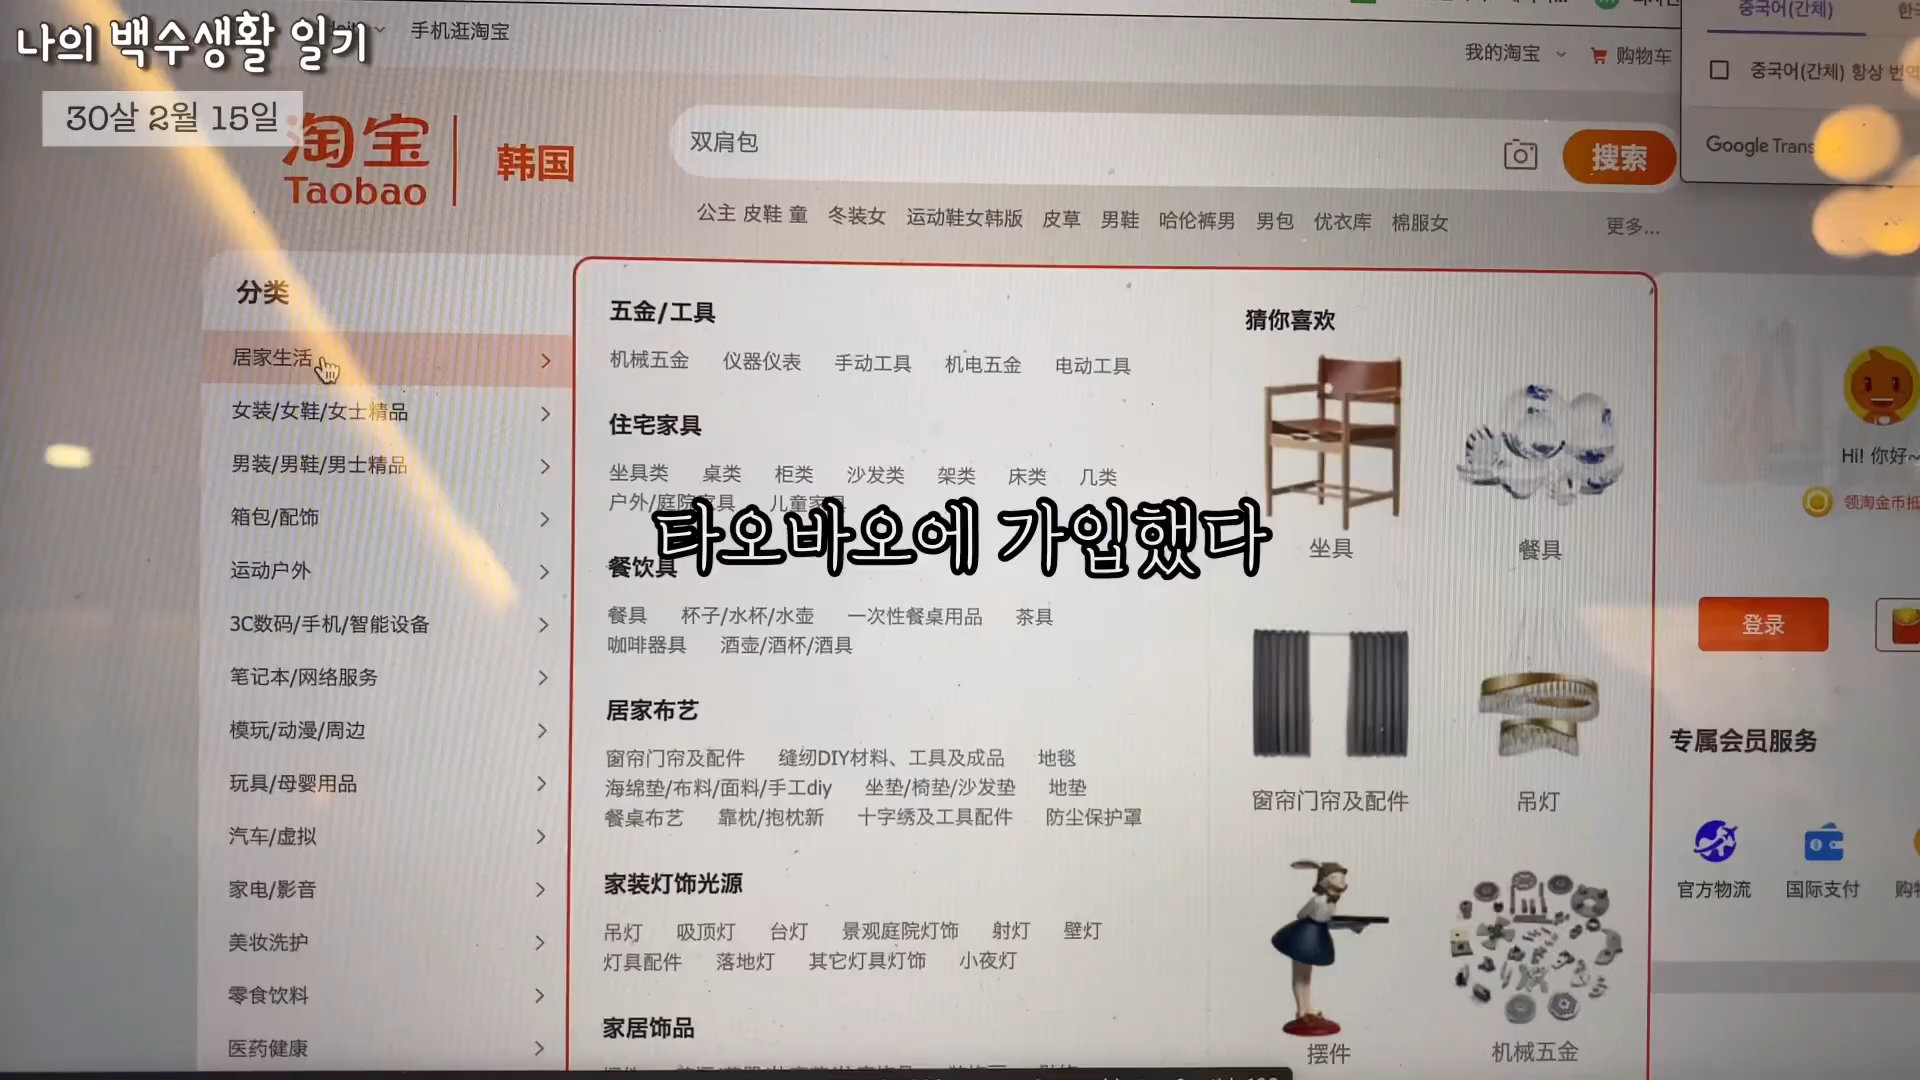 나의 백수생활 일기
30살 2월 15일
手机逛淘宝
我的淘宝
购物车
중국어(간체)
중국어(간체) 항상 번역
Google Trans
淘宝
Taobao
韩国
双肩包
搜索
公主 皮鞋 童 冬装女 运动鞋女韩版 皮草 男鞋 哈伦裤男 男包 优衣库 棉服女
更多...
分类
居家生活
女装/女鞋/女士精品
男装/男鞋/男士精品
箱包/配饰
运动户外
3C数码/手机/智能设备
笔记本/网络服务
模玩/动漫/周边
玩具/母婴用品
汽车/虚拟
家电/影音
美妆洗护
零食饮料
医药健康
五金/工具
机械五金 仪器仪表 手动工具 机电五金 电动工具
住宅家具
坐具类 桌类 柜类 沙发类 架类 床类 几类
户外/庭院家具 儿童家具
타오바오에 가입했다
餐饮具
餐具 杯子/水杯/水壶 一次性餐桌用品 茶具
咖啡器具 酒壶/酒杯/酒具
居家布艺
窗帘门帘及配件 缝纫DIY材料、工具及成品 地毯
海绵垫/布料/面料/手工diy 坐垫/椅垫/沙发垫 地垫
餐桌布艺 靠枕/抱枕新 十字绣及工具配件 防尘保护罩
家装灯饰光源
吊灯 吸顶灯 台灯 景观庭院灯饰 射灯 壁灯
灯具配件 落地灯 其它灯具灯饰 小夜灯
家居饰品
猜你喜欢
坐具
餐具
窗帘门帘及配件
吊灯
摆件
机械五金
Hi! 你好~
领淘金币抵
登录
专属会员服务
官方物流
国际支付
购物